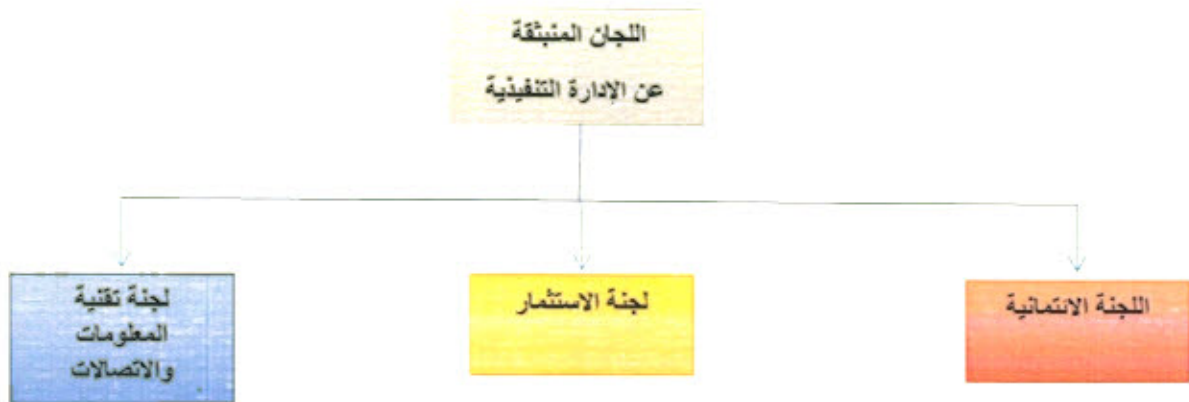 اللجان المنبثقة
عن الإدارة التنفيذية
اللجنة الائتمانية
لجنة الاستثمار
لجنة تقنية
المعلومات
والاتصالات